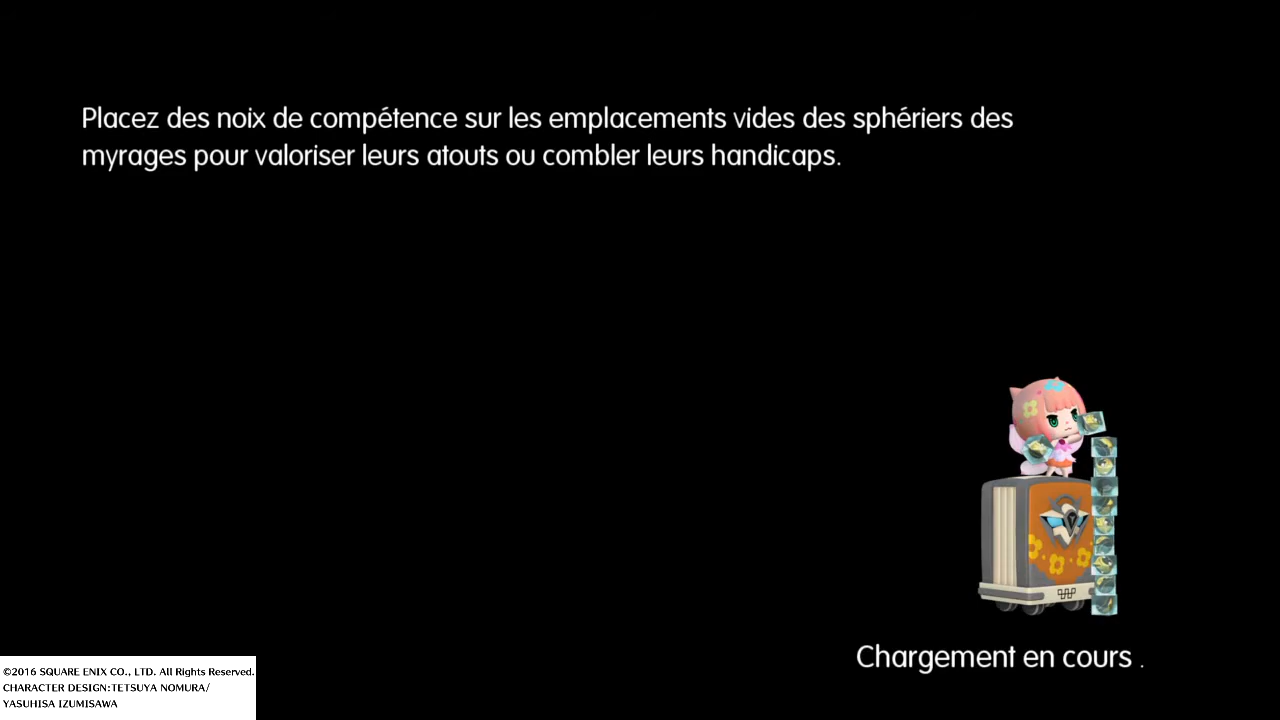 Placez des noix de compétence sur les emplacements vides des sphériers des
myrages pour valoriser leurs atouts ou combler leurs handicaps.
Chargement en cours .
©2016 SQUARE ENIX CO., LTD. All Rights Reserved.
CHARACTER DESIGN:TETSUYA NOMURA/
YASUHISA IZUMISAWA